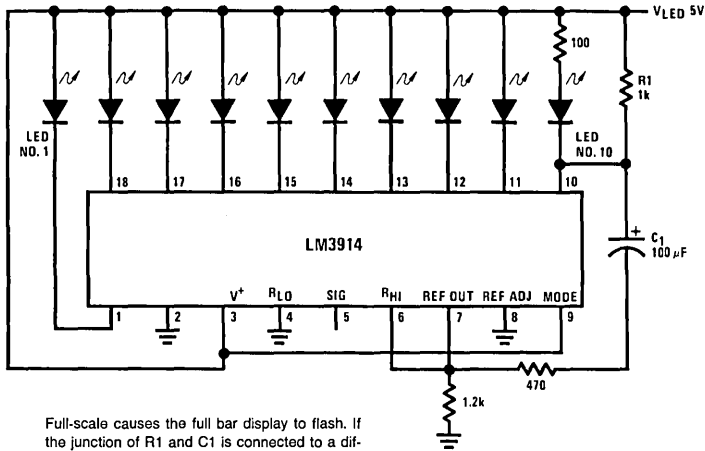 V_LED 5V
100
R1
1k
LED
NO. 1
LED
NO. 10
18 17 16 15 14 13 12 11 10
LM3914
C1
100 µF
+
V+ RLO SIG RHI REF OUT REF ADJ MODE
1 2 3 4 5 6 7 8 9
470
1.2k
Full-scale causes the full bar display to flash. If
the junction of R1 and C1 is connected to a dif-